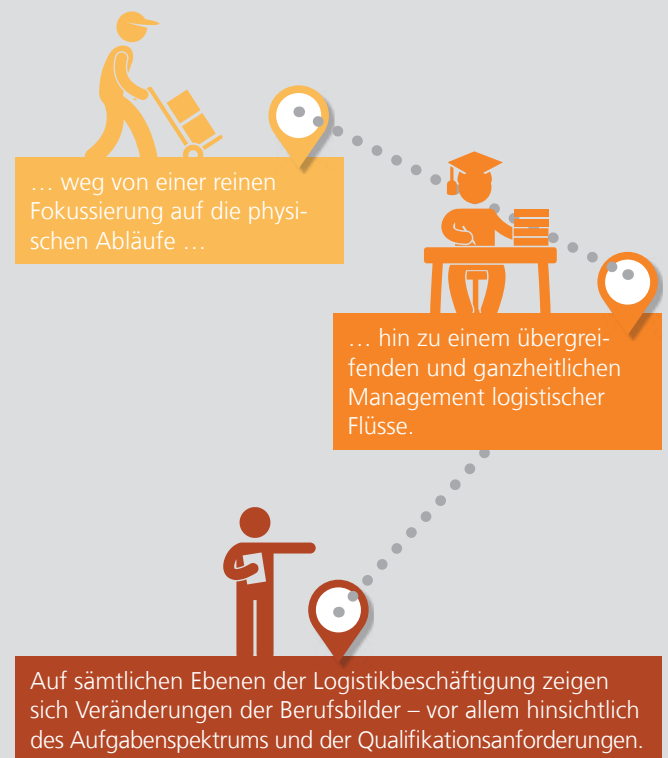 … weg von einer reinen
Fokussierung auf die physi-
schen Abläufe …
… hin zu einem übergrei-
fenden und ganzheitlichen
Management logistischer
Flüsse.
Auf sämtlichen Ebenen der Logistikbeschäftigung zeigen
sich Veränderungen der Berufsbilder – vor allem hinsichtlich
des Aufgabenspektrums und der Qualifikationsanforderungen.